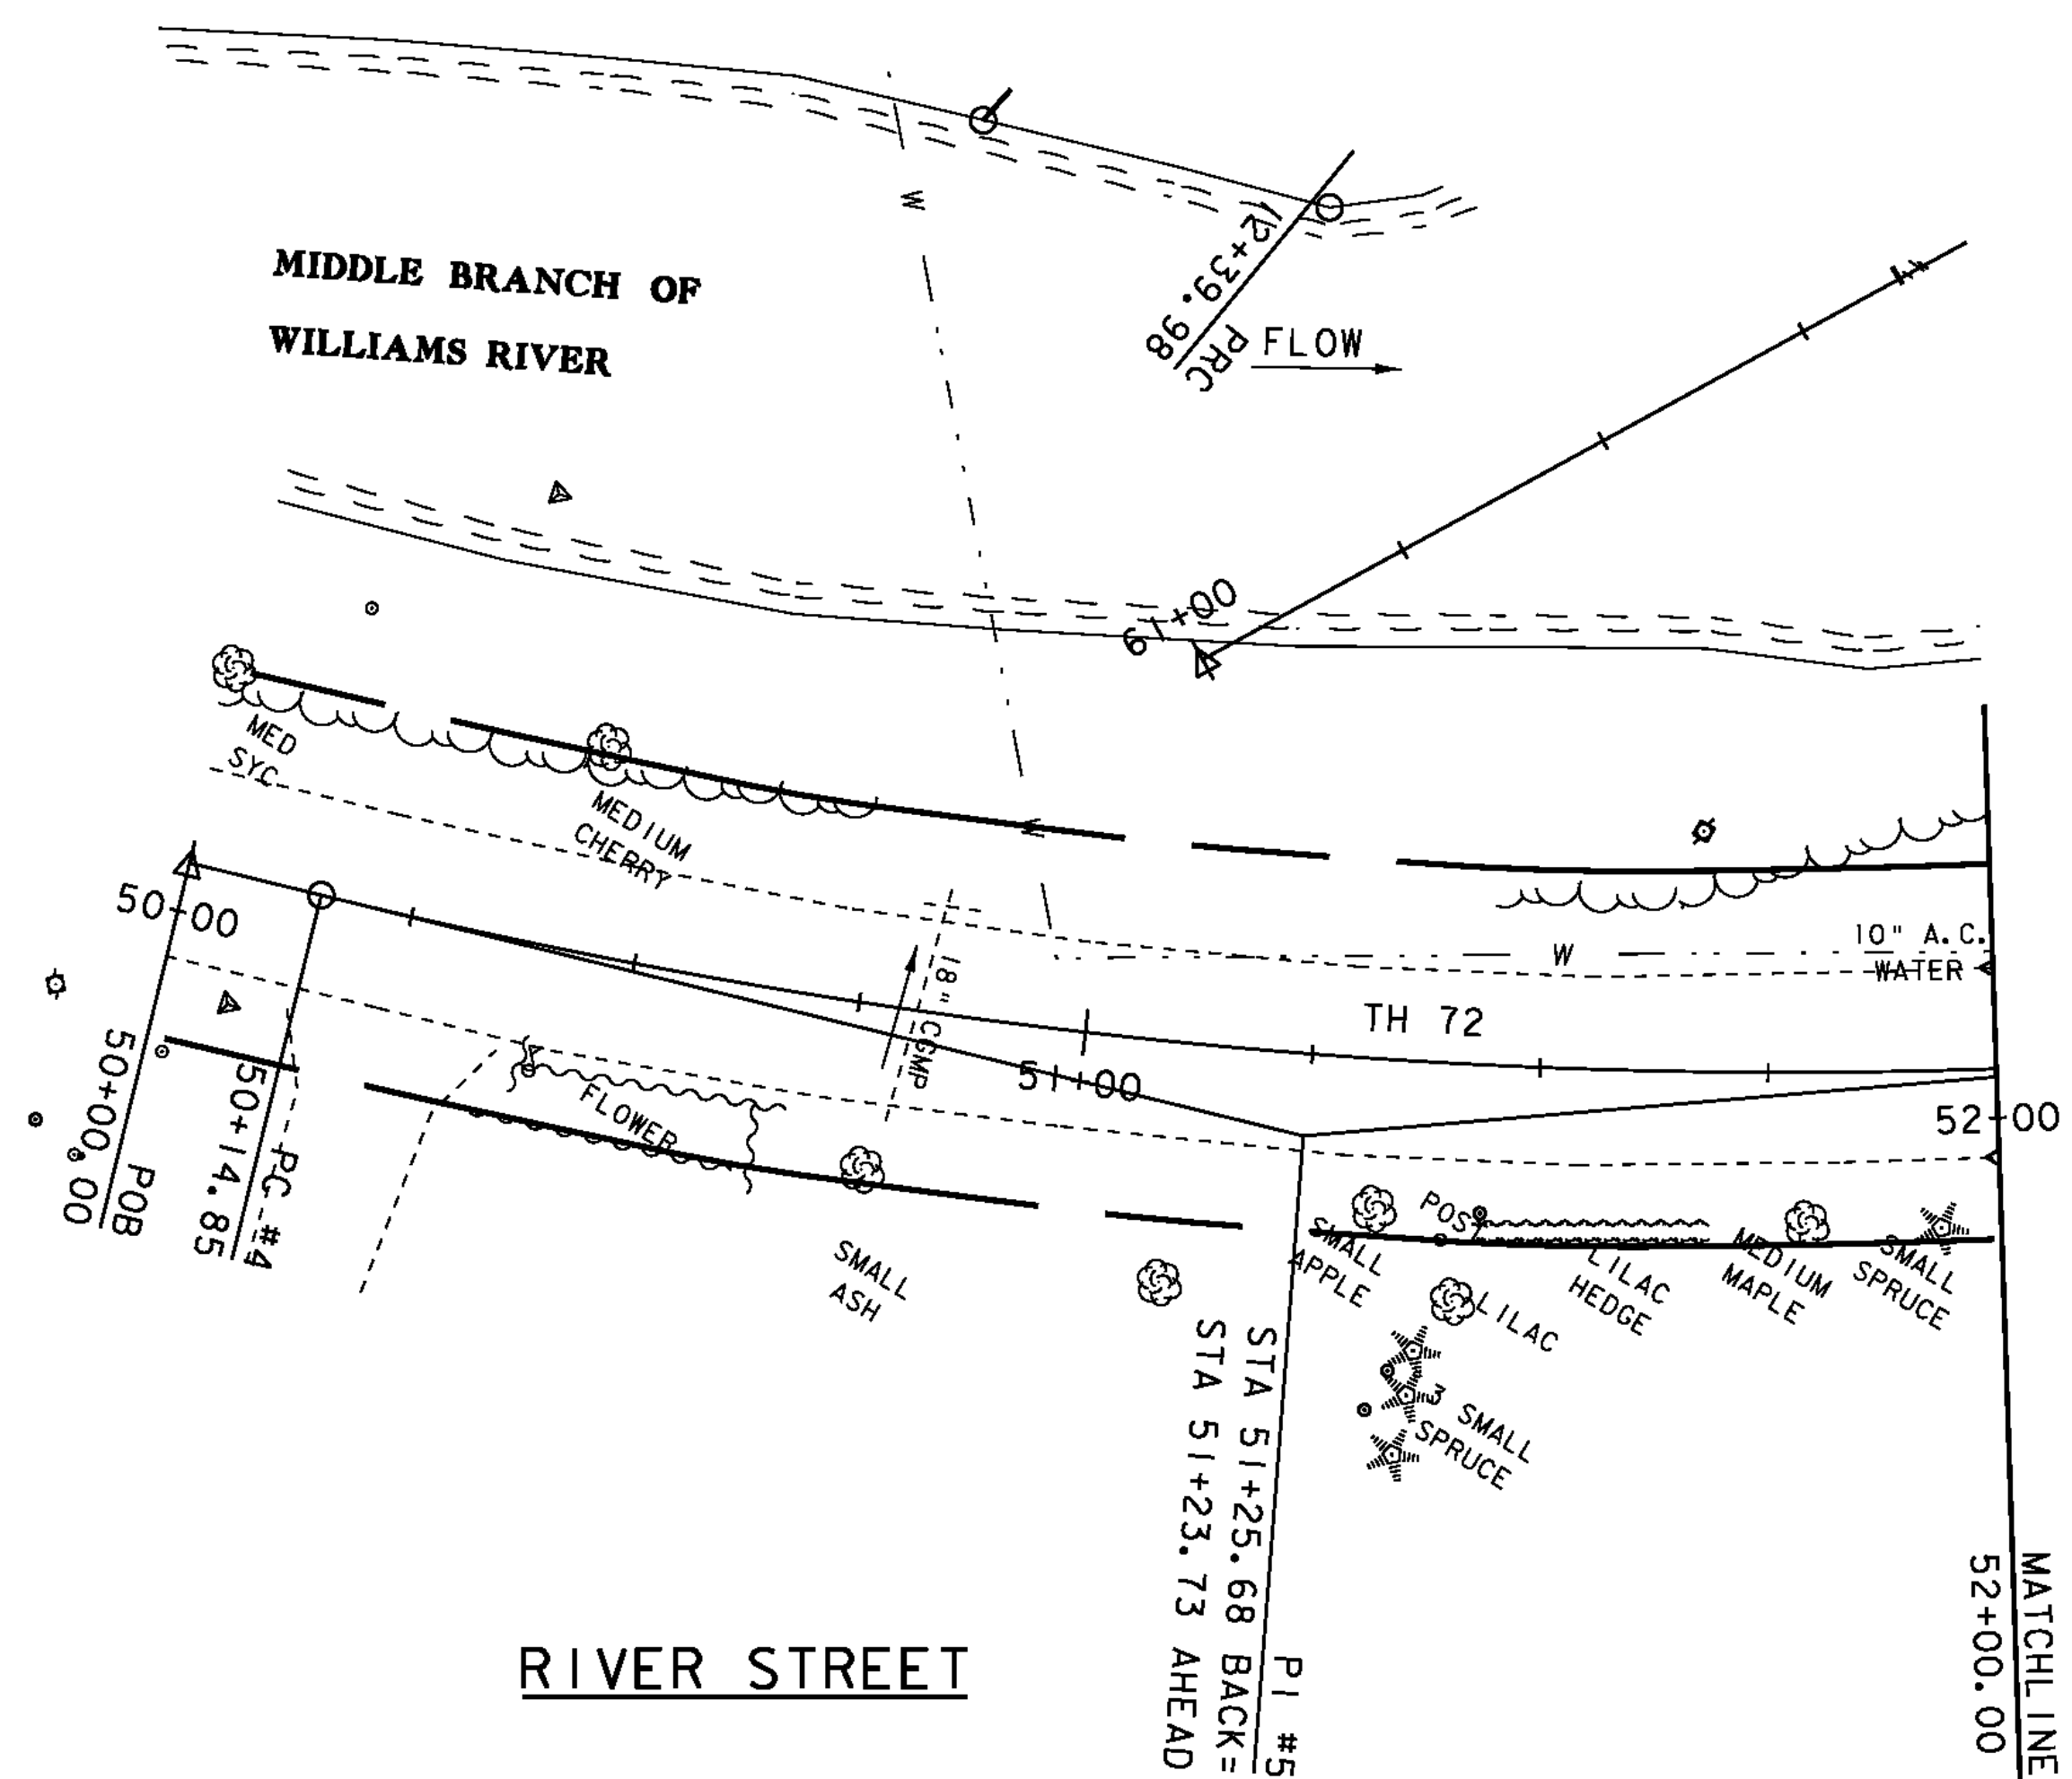 MIDDLE BRANCH OF
WILLIAMS RIVER
W
12+39.98
PRC
FLOW
61+00
MED
SYC
MEDIUM
CHERRY
W
50+00
10" A.C.
WATER
W
18" CGMP
TH 72
51+00
52+00
FLOWER
POB
50+00.00
PC #4
50+14.85
SMALL
ASH
SMALL
APPLE
POST
LILAC
LILAC
HEDGE
MEDIUM
MAPLE
SMALL
SPRUCE
3 SMALL
SPRUCE
PI #5
STA 51+25.68 BACK=
STA 51+23.73 AHEAD
MATCHLINE
52+00.00
RIVER STREET